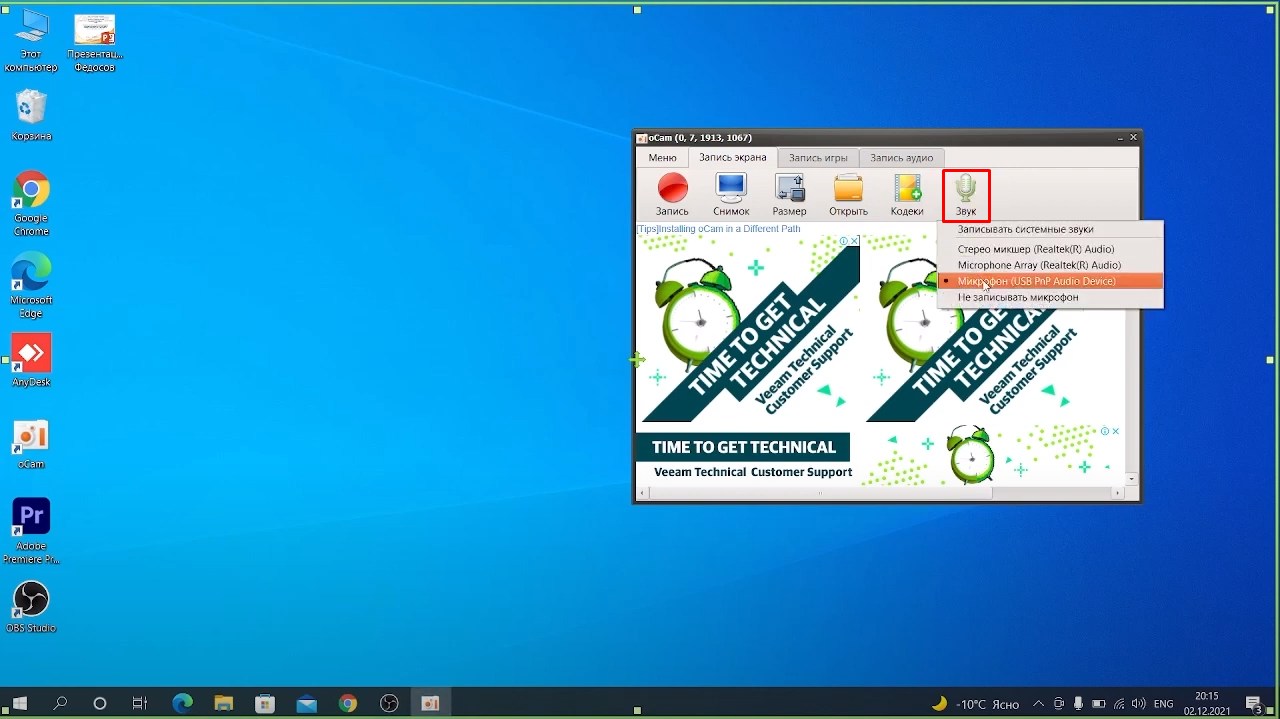 Этот
компьютер
Презентац...
Федосов
Корзина
Google
Chrome
Microsoft
Edge
AnyDesk
oCam
Pr
Adobe
Premiere Pr...
OBS Studio
oCam (0, 7, 1913, 1067)
Меню
Запись экрана
Запись игры
Запись аудио
Запись
Снимок
Размер
Открыть
Кодеки
Звук
[Tips]Installing oCam in a Different Path
Записывать системные звуки
Стерео микшер (Realtek(R) Audio)
Microphone Array (Realtek(R) Audio)
Микрофон (USB PnP Audio Device)
Не записывать микрофон
TIME TO GET
TECHNICAL
Veeam Technical
Customer Support
TIME TO GET
TECHNICAL
Veeam Technical
Customer Support
TIME TO GET TECHNICAL
Veeam Technical Customer Support
-10°C Ясно
ENG
20:15
02.12.2021
3